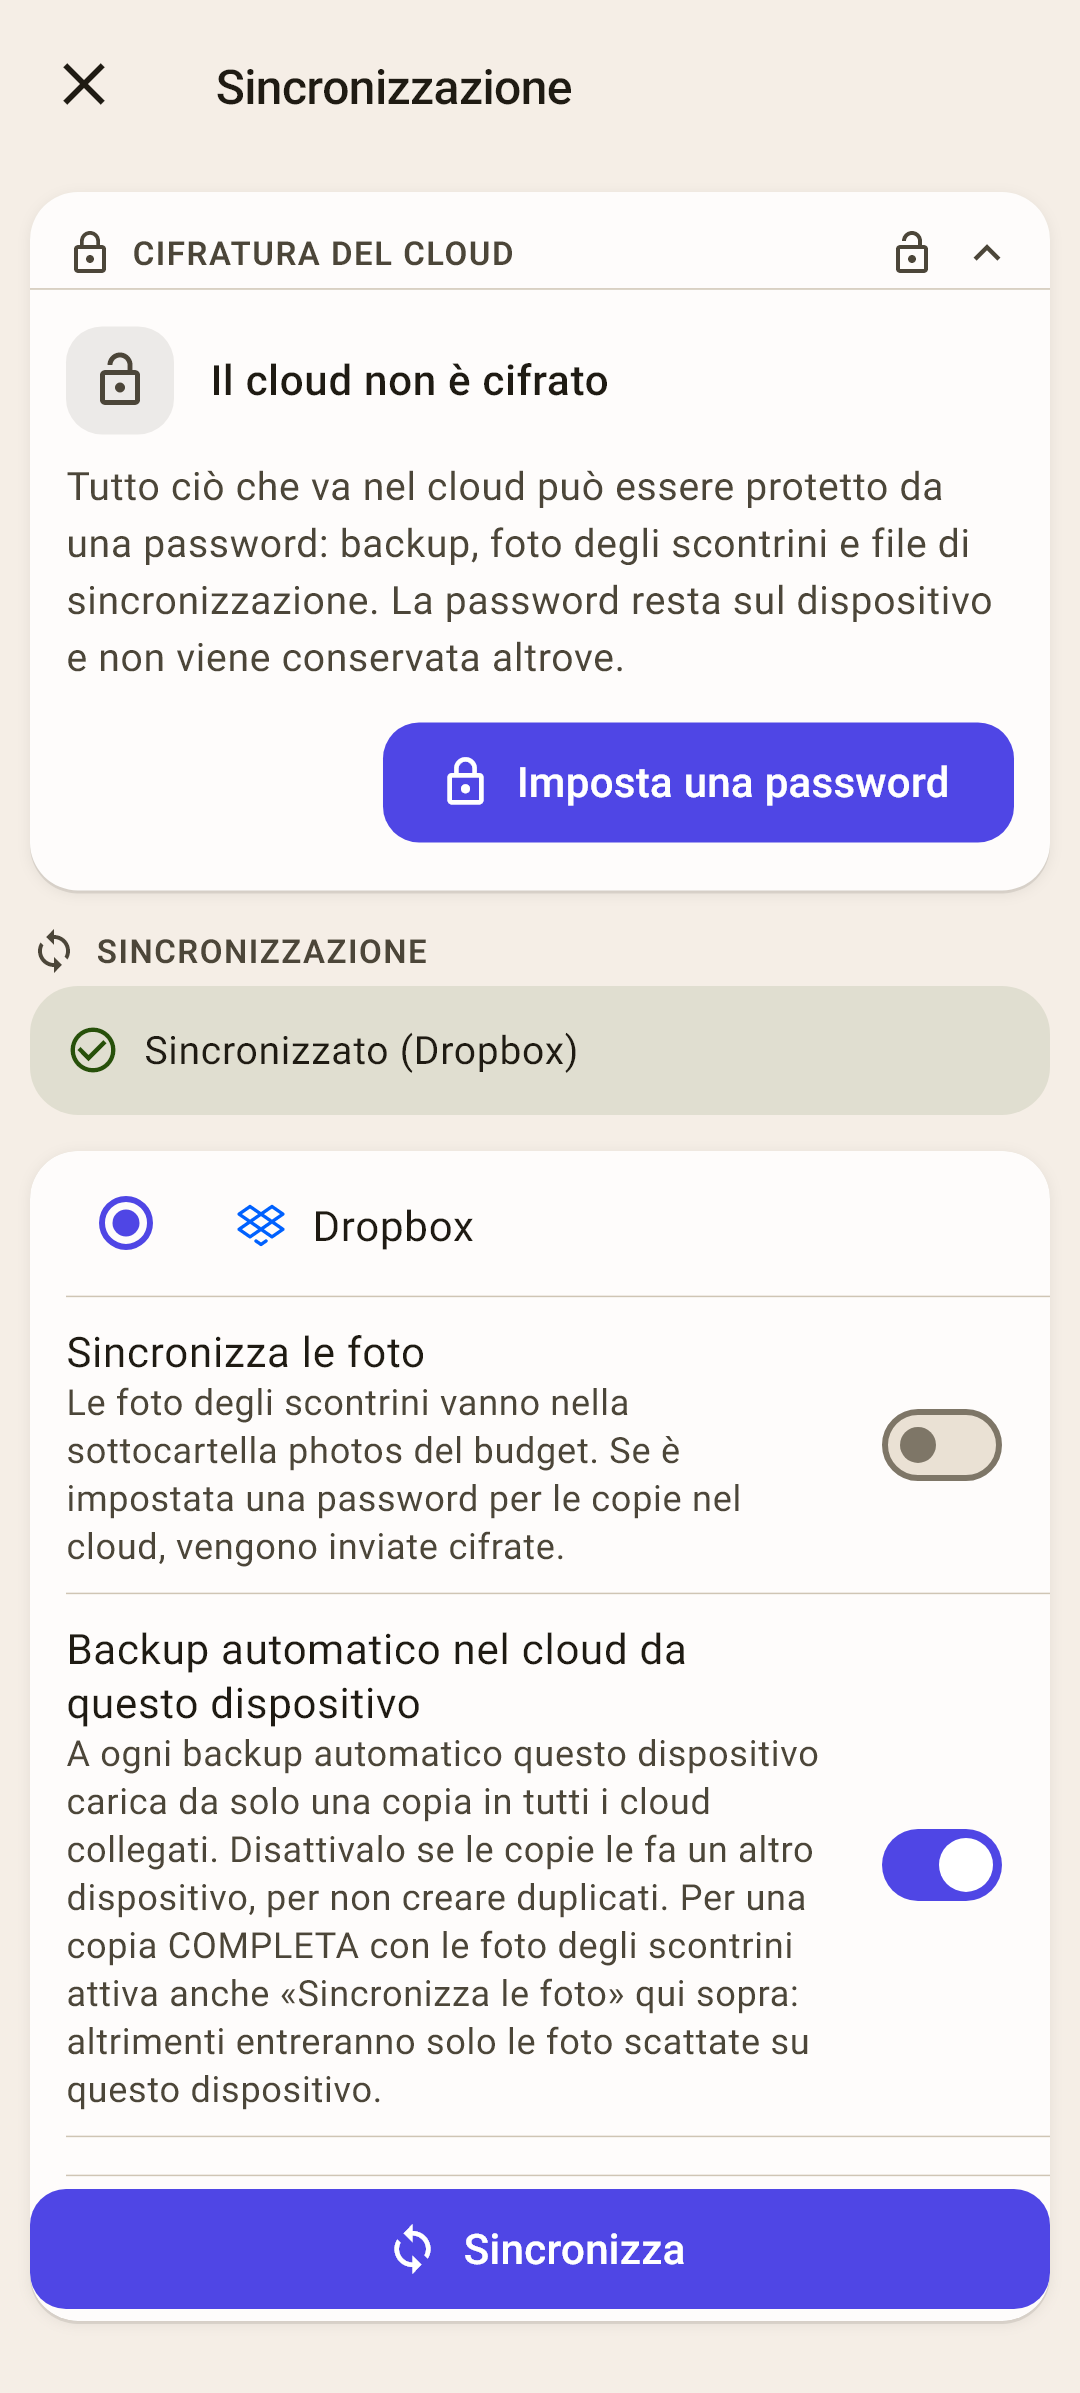 Sincronizzazione
CIFRATURA DEL CLOUD
Il cloud non è cifrato
Tutto ciò che va nel cloud può essere protetto da
una password: backup, foto degli scontrini e file di
sincronizzazione. La password resta sul dispositivo
e non viene conservata altrove.
Imposta una password
SINCRONIZZAZIONE
Sincronizzato (Dropbox)
Dropbox
Sincronizza le foto
Le foto degli scontrini vanno nella
sottocartella photos del budget. Se è
impostata una password per le copie nel
cloud, vengono inviate cifrate.
Backup automatico nel cloud da
questo dispositivo
A ogni backup automatico questo dispositivo
carica da solo una copia in tutti i cloud
collegati. Disattivalo se le copie le fa un altro
dispositivo, per non creare duplicati. Per una
copia COMPLETA con le foto degli scontrini
attiva anche «Sincronizza le foto» qui sopra:
altrimenti entreranno solo le foto scattate su
questo dispositivo.
Sincronizza